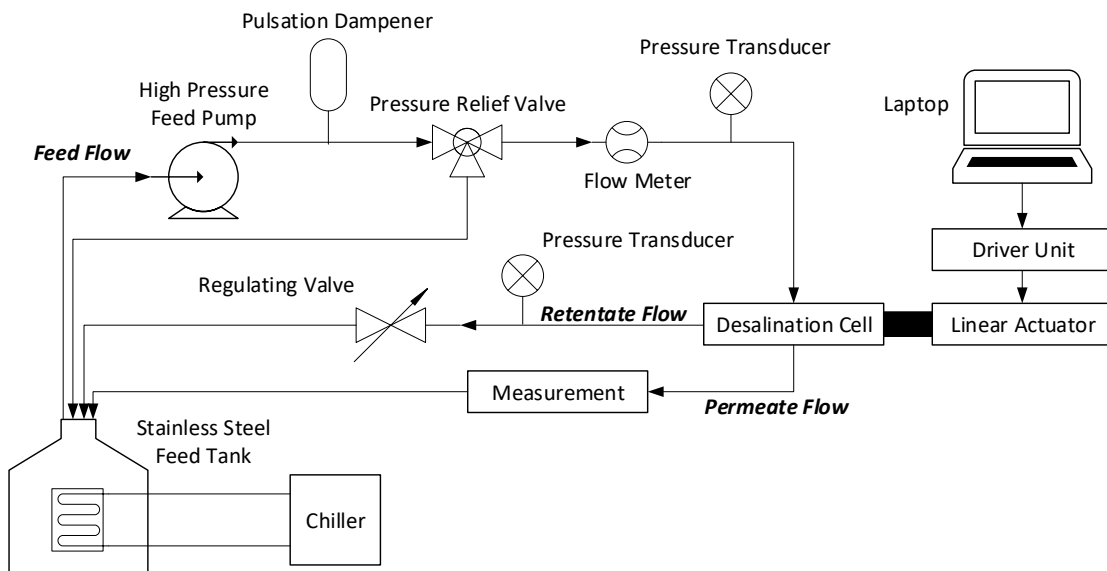 Pulsation Dampener
Pressure
Transducer
High Pressure
Feed Pump
Pressure Relief Valve
Laptop
Feed Flow
Flow Meter
Pressure
Transducer
Driver Unit
Regulating Valve
Retentate Flow
Desalination Cell
Linear Actuator
Measurement
Permeate Flow
Stainless Steel
Feed Tank
Chiller